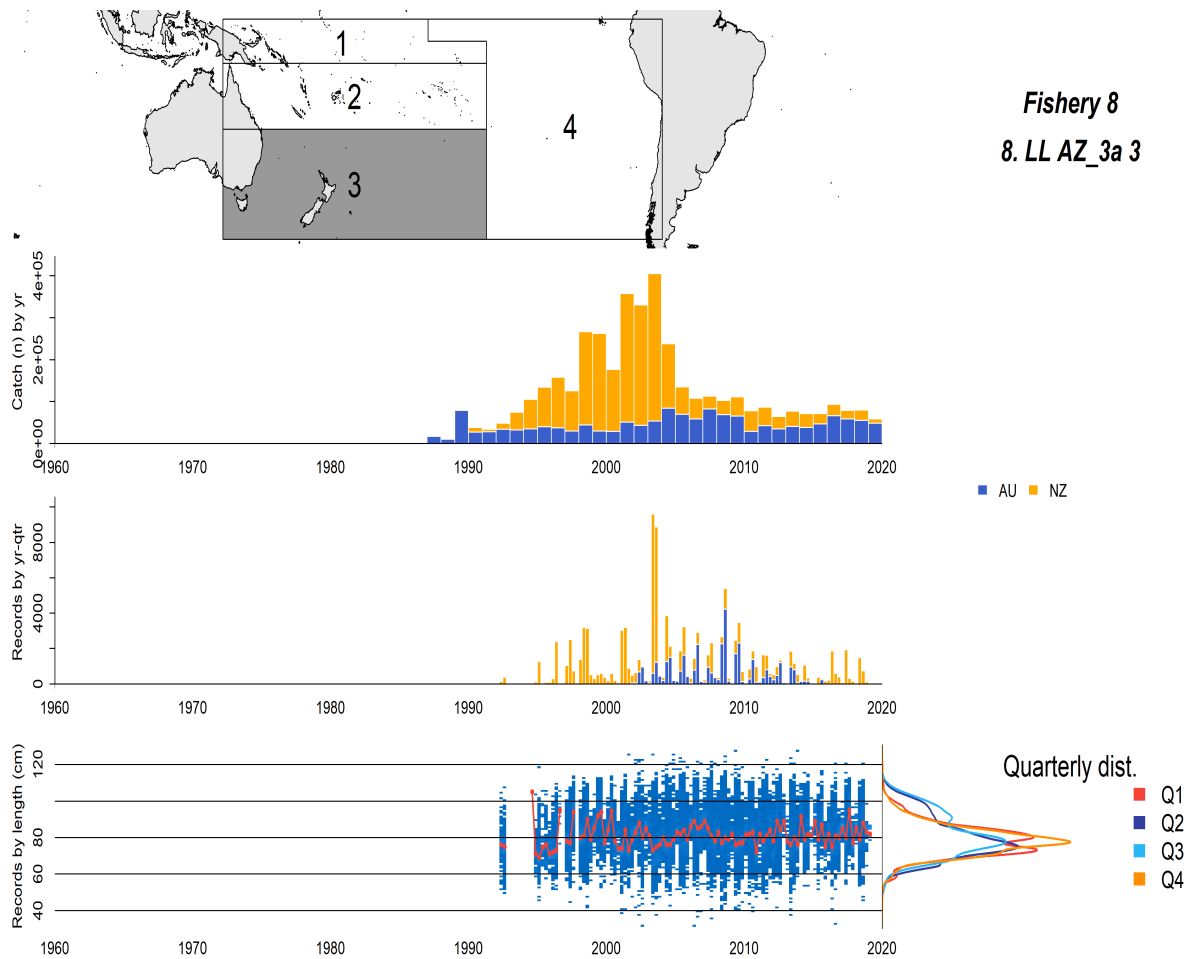 1
2
3
4
Fishery 8
8. LL AZ_3a 3
Catch (n) by yr
0e+00
2e+05
4e+05
1960 1970 1980 1990 2000 2010 2020
AU NZ
Records by yr-qtr
0
4000
8000
1960 1970 1980 1990 2000 2010 2020
Records by length (cm)
40
60
80
120
1960 1970 1980 1990 2000 2010 2020
Quarterly dist.
Q1
Q2
Q3
Q4